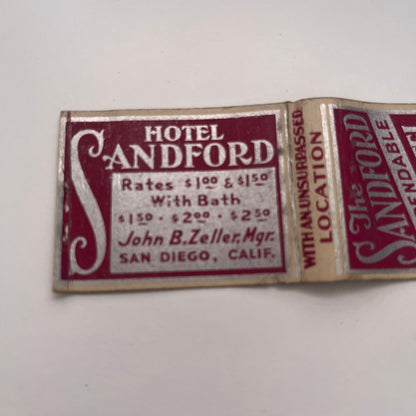 HOTEL
SANDFORD
Rates $1.00 & $1.50
With Bath
$1.50 · $2.00 · $2.50
John B. Zeller, Mgr.
SAN DIEGO, CALIF.
WITH AN UNSURPASSED
LOCATION
The
SANDFORD